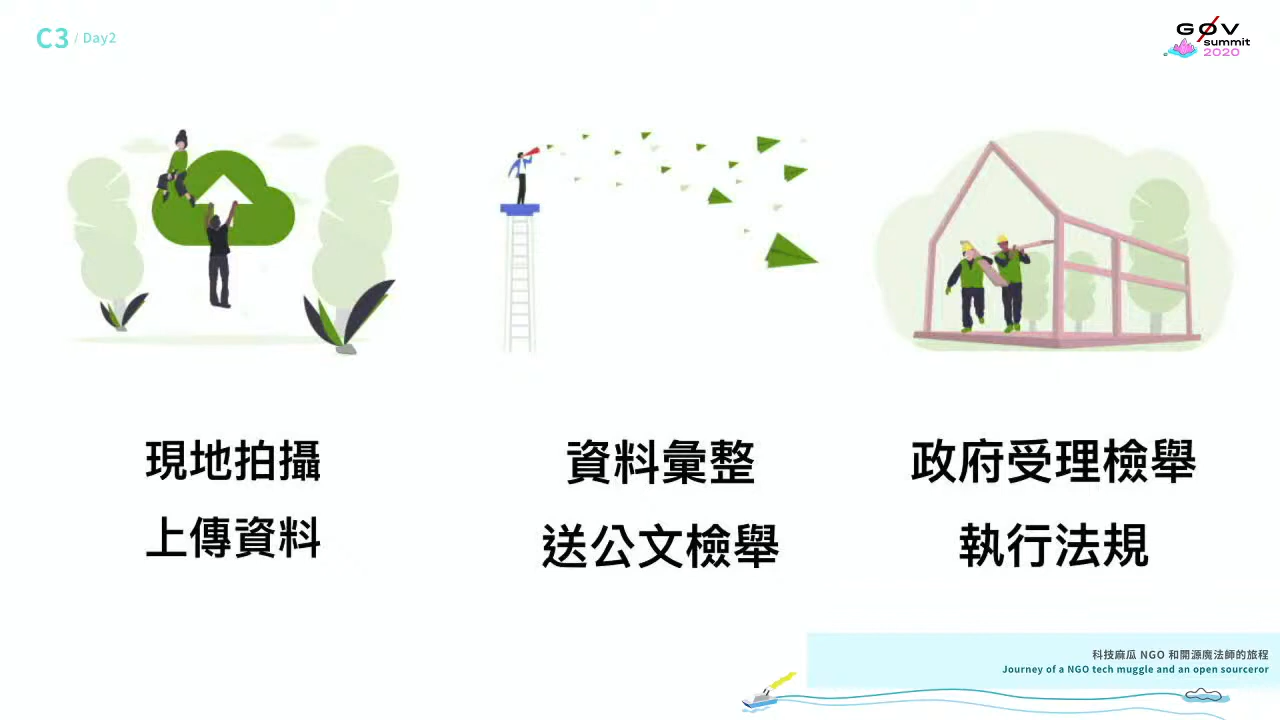 C3 / Day2
G0V
summit
2020
現地拍攝
上傳資料
資料彙整
送公文檢舉
政府受理檢舉
執行法規
科技麻瓜 NGO 和開源魔法師的旅程
Journey of a NGO tech muggle and an open sourceror